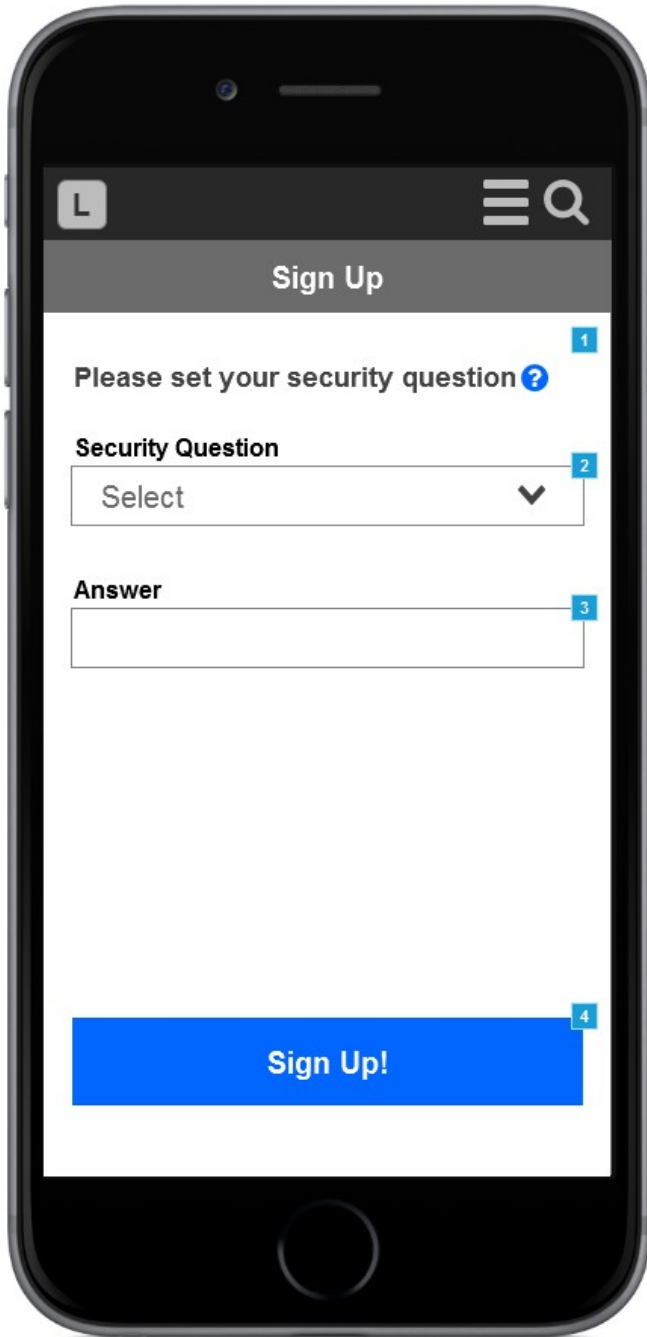 L
Sign Up
1
Please set your security question ?
Security Question
2
Select
Answer
3
4
Sign Up!